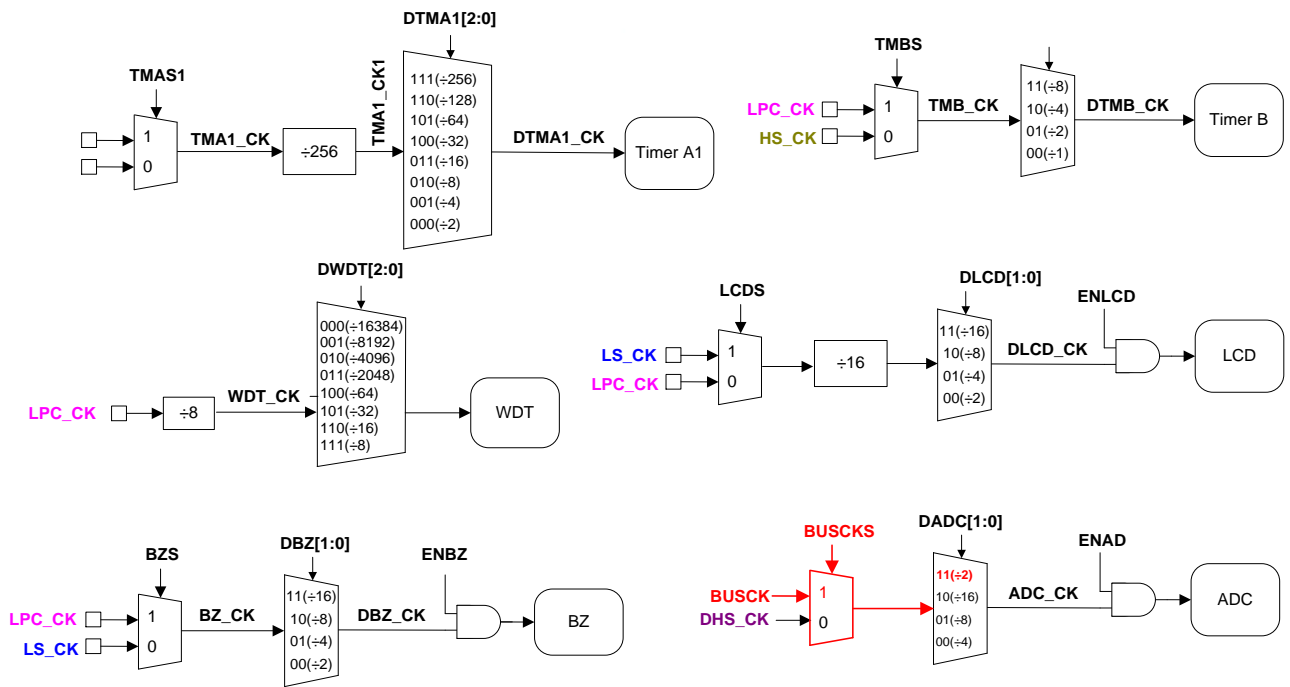 DTMA1[2:0]
TMAS1
1
0
TMA1_CK
÷256
TMA1_CK1
111(÷256)
110(÷128)
101(÷64)
100(÷32)
011(÷16)
010(÷8)
001(÷4)
000(÷2)
DTMA1_CK
Timer A1
TMBS
LPC_CK
HS_CK
1
0
TMB_CK
11(÷8)
10(÷4)
01(÷2)
00(÷1)
DTMB_CK
Timer B
DWDT[2:0]
LPC_CK
÷8
WDT_CK
000(÷16384)
001(÷8192)
010(÷4096)
011(÷2048)
100(÷64)
101(÷32)
110(÷16)
111(÷8)
WDT
LCDS
LS_CK
LPC_CK
1
0
÷16
DLCD[1:0]
11(÷16)
10(÷8)
01(÷4)
00(÷2)
DLCD_CK
ENLCD
LCD
BZS
LPC_CK
LS_CK
1
0
BZ_CK
DBZ[1:0]
11(÷16)
10(÷8)
01(÷4)
00(÷2)
DBZ_CK
ENBZ
BZ
BUSCKS
BUSCK
DHS_CK
1
0
DADC[1:0]
11(÷2)
10(÷16)
01(÷8)
00(÷4)
ADC_CK
ENAD
ADC